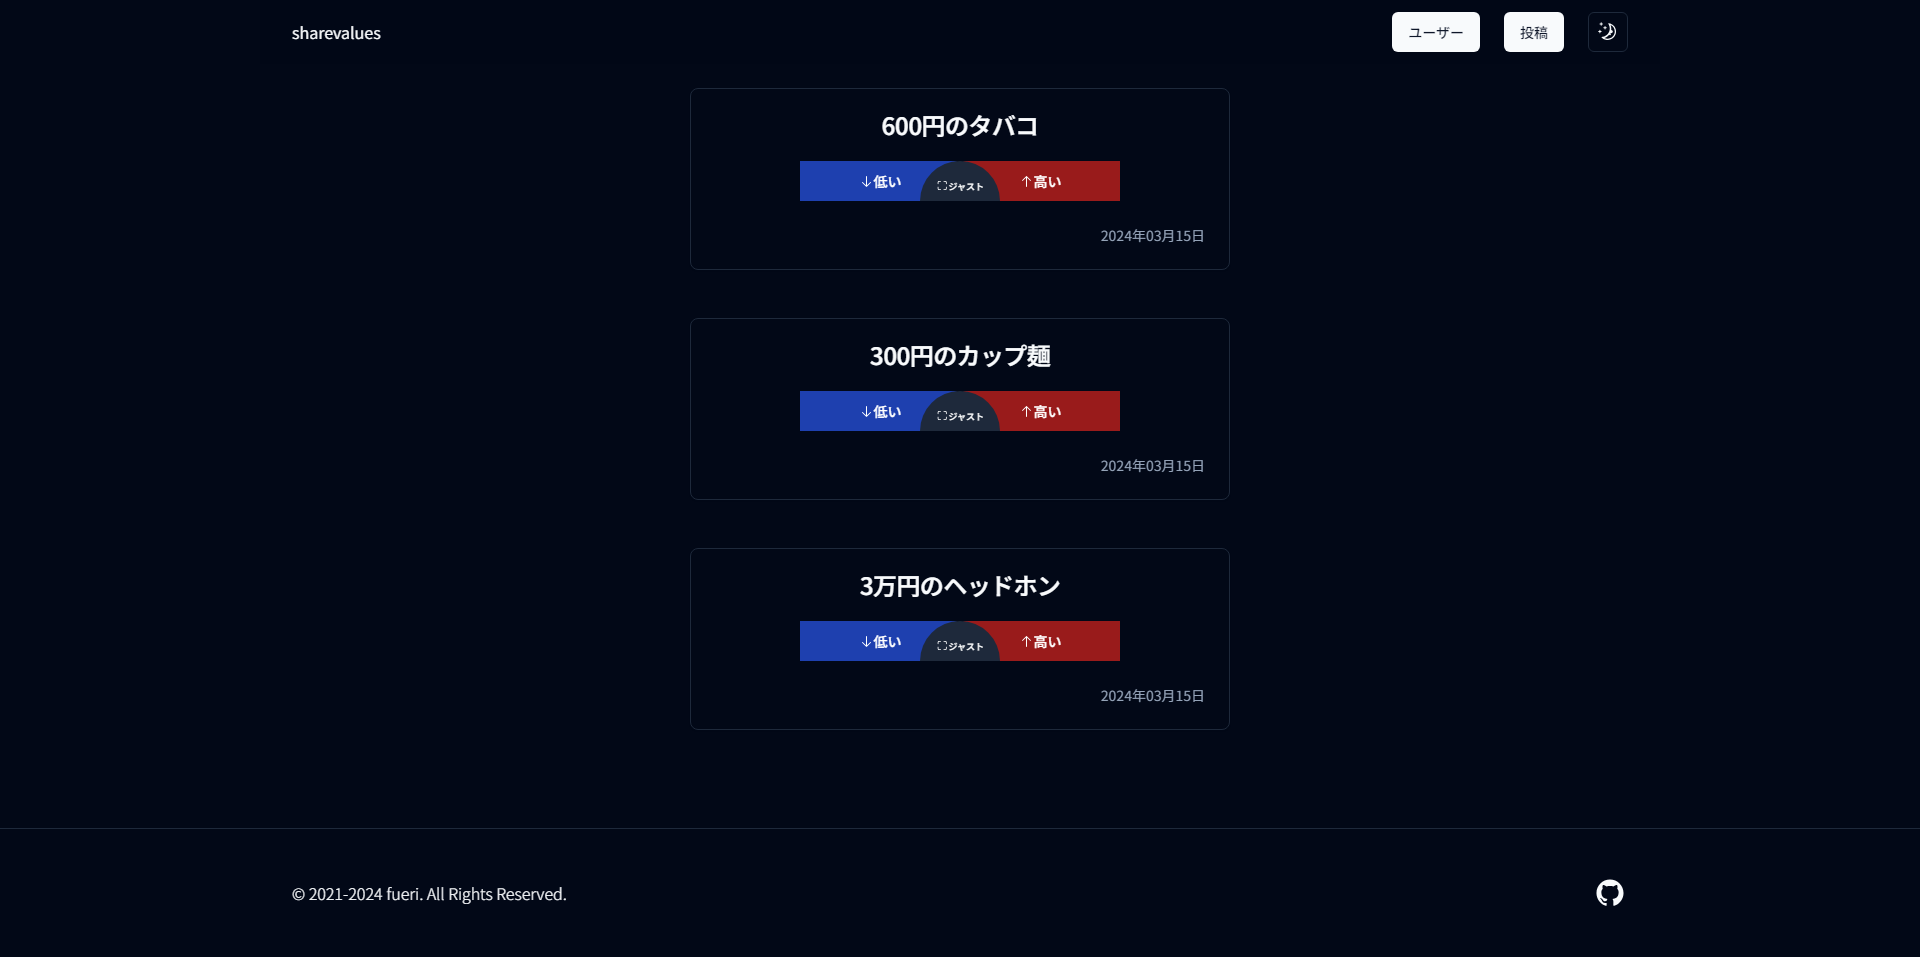 sharevalues
ユーザー
投稿
600円のタバコ
↓低い
ジャスト
↑高い
2024年03月15日
300円のカップ麺
↓低い
ジャスト
↑高い
2024年03月15日
3万円のヘッドホン
↓低い
ジャスト
↑高い
2024年03月15日
© 2021-2024 fueri. All Rights Reserved.